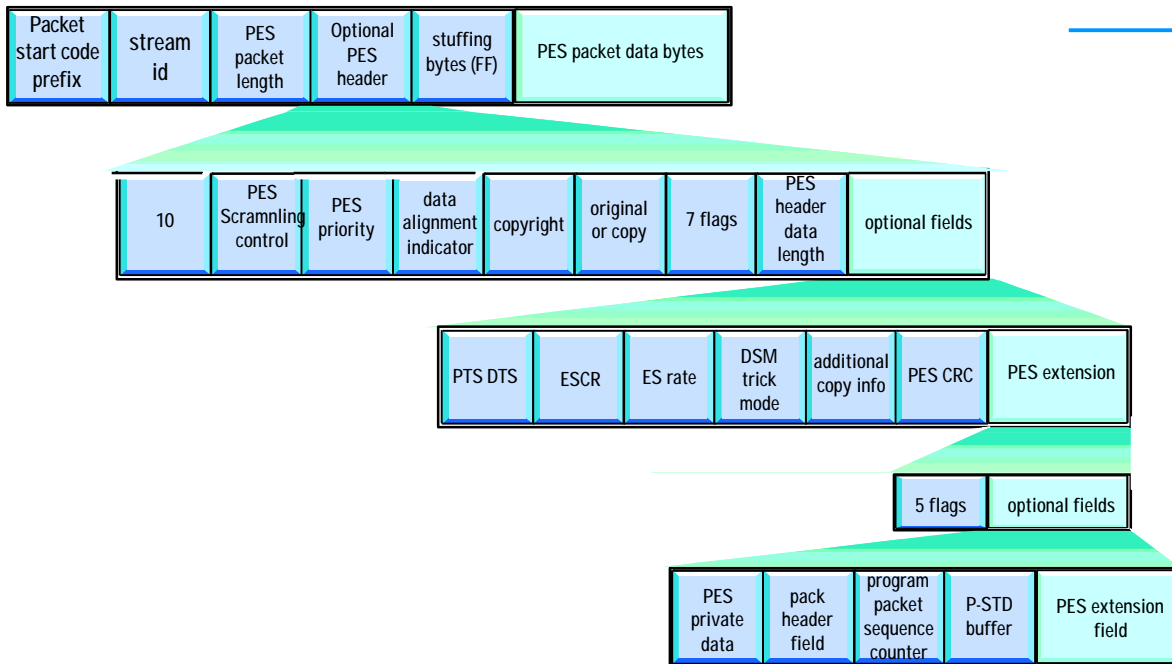 Packet
start code
prefix
stream
id
PES
packet
length
Optional
PES
header
stuffing
bytes (FF)
PES packet data bytes
10
PES
Scramnling
control
PES
priority
data
alignment
indicator
copyright
original
or copy
7 flags
PES
header
data
length
optional fields
PTS DTS
ESCR
ES rate
DSM
trick
mode
additional
copy info
PES CRC
PES extension
5 flags
optional fields
PES
private
data
pack
header
field
program
packet
sequence
counter
P-STD
buffer
PES extension
field